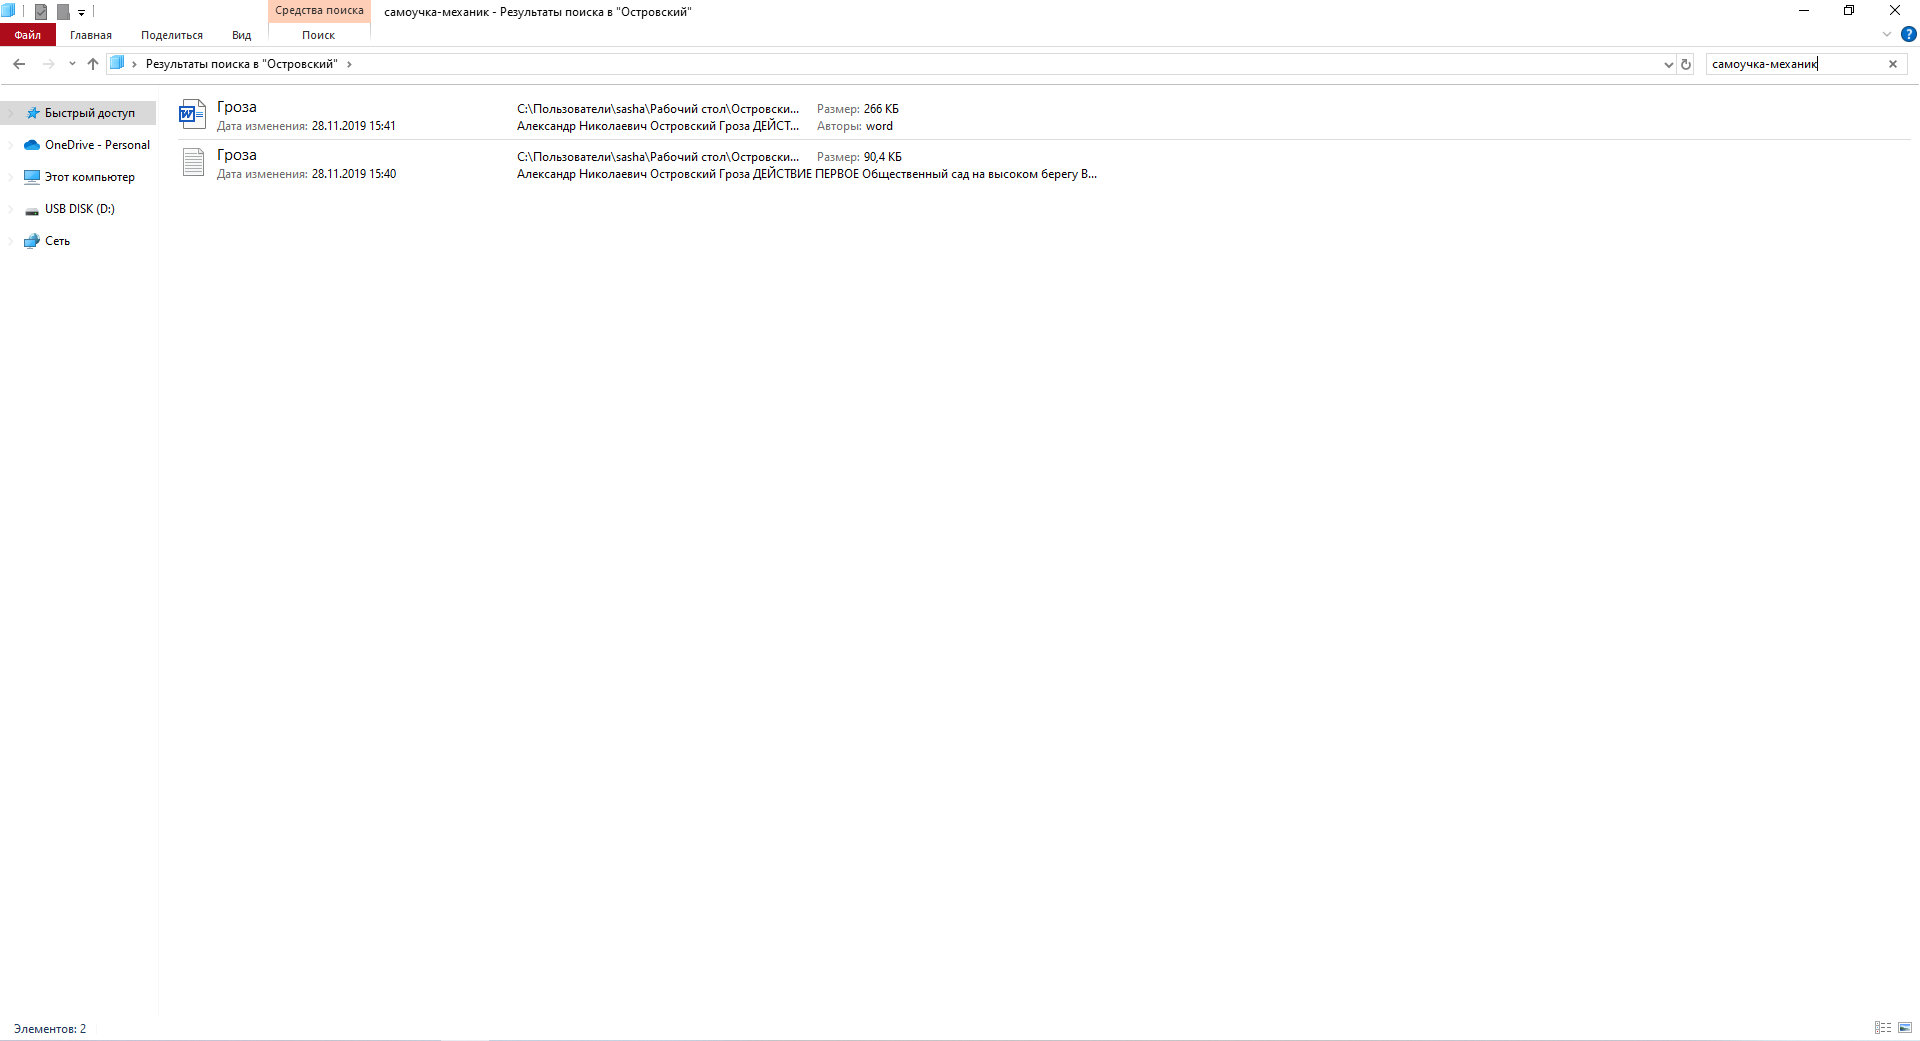 Средства поиска
самоучка-механик - Результаты поиска в "Островский"
Файл Главная Поделиться Вид Поиск
Результаты поиска в "Островский"
самоучка-механик
Быстрый доступ
OneDrive - Personal
Этот компьютер
USB DISK (D:)
Сеть
Гроза
C:\Пользователи\sasha\Рабочий стол\Островски... Размер: 266 КБ
Дата изменения: 28.11.2019 15:41
Александр Николаевич Островский Гроза ДЕЙСТ... Авторы: word
Гроза
C:\Пользователи\sasha\Рабочий стол\Островски... Размер: 90,4 КБ
Дата изменения: 28.11.2019 15:40
Александр Николаевич Островский Гроза ДЕЙСТВИЕ ПЕРВОЕ Общественный сад на высоком берегу В...
Элементов: 2